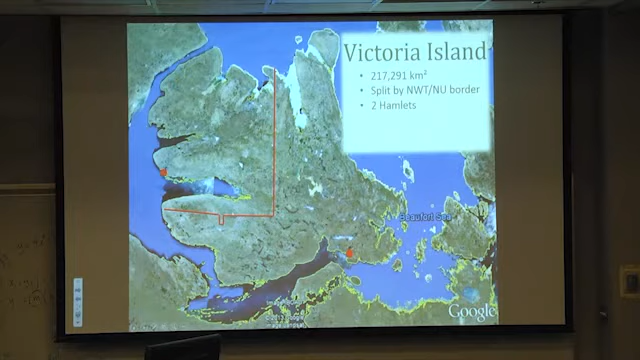 Victoria Island
• 217,291 km²
• Split by NWT/NU border
• 2 Hamlets
Beaufort Sea
Google